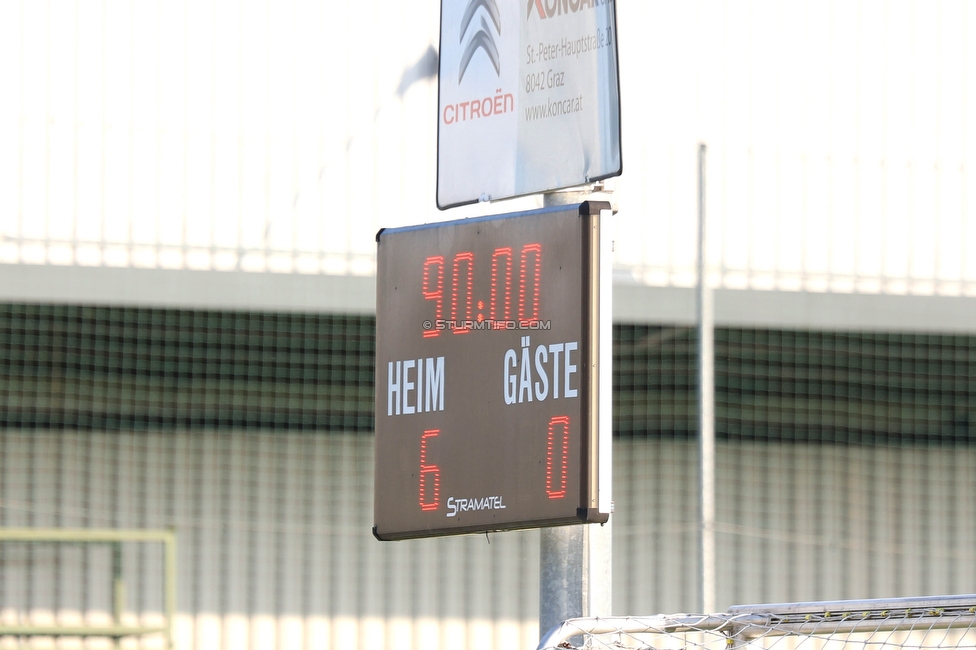 KONCAR
St.-Peter-Hauptstraße 20
8042 Graz
www.koncar.at
CITROËN
90:00
© STURMTIFO.COM
HEIM GÄSTE
6 0
STRAMATEL